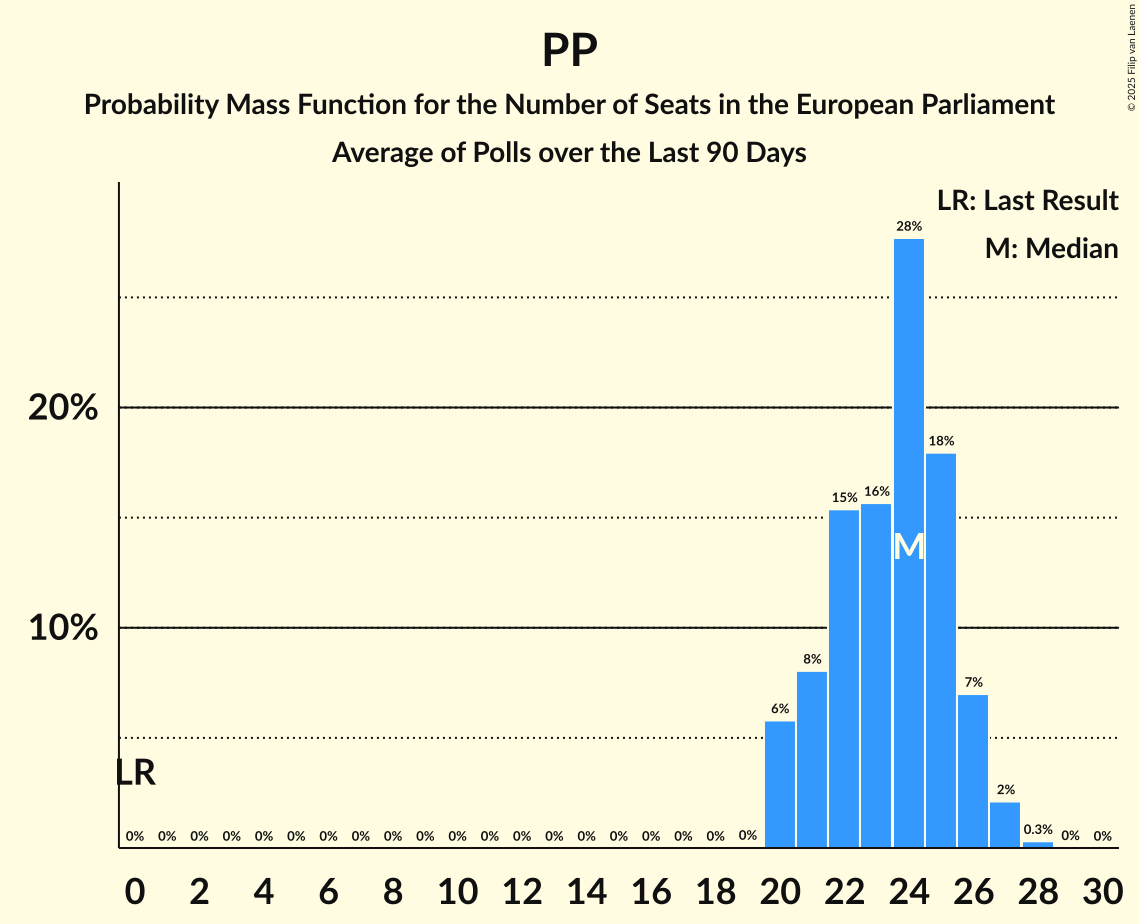 PP
Probability Mass Function for the Number of Seats in the European Parliament
Average of Polls over the Last 90 Days
© 2025 Filip van Laenen
LR: Last Result
M: Median
28%
20%
18%
15% 16%
M
10%
8%
7%
6%
LR
2%
0% 0% 0% 0% 0% 0% 0% 0% 0% 0% 0% 0% 0% 0% 0% 0% 0% 0% 0% 0% 0.3% 0% 0%
0 2 4 6 8 10 12 14 16 18 20 22 24 26 28 30